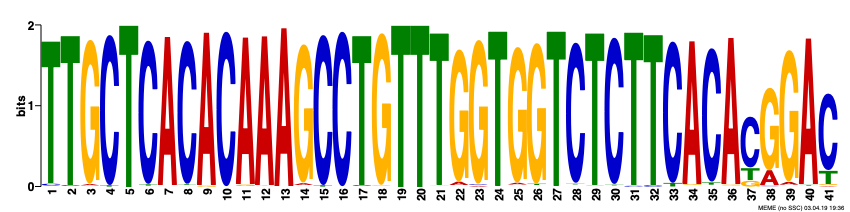 2
bits
1
0
TTGCTCACACAAAGCCTGTTTGGTGGTCTCTTCACACGGAC
T A T
1 2 3 4 5 6 7 8 9 10 11 12 13 14 15 16 17 18 19 20 21 22 23 24 25 26 27 28 29 30 31 32 33 34 35 36 37 38 39 40 41
MEME (no SSC) 03.04.19 19:36